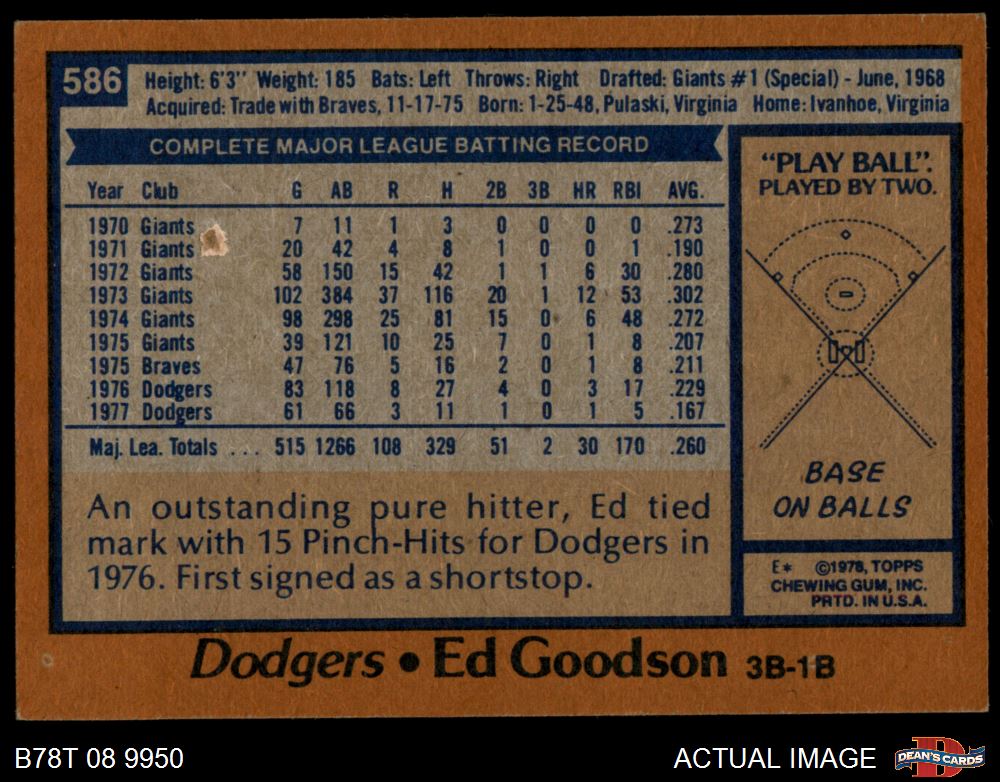 586
Height: 6'3" Weight: 185 Bats: Left Throws: Right Drafted: Giants #1 (Special) - June, 1968
Acquired: Trade with Braves, 11-17-75 Born: 1-25-48, Pulaski, Virginia Home: Ivanhoe, Virginia
COMPLETE MAJOR LEAGUE BATTING RECORD
Year Club G AB R H 2B 3B HR RBI AVG.
1970 Giants 7 11 1 3 0 0 0 0 .273
1971 Giants 20 42 4 8 1 0 0 1 .190
1972 Giants 58 150 15 42 1 1 6 30 .280
1973 Giants 102 384 37 116 20 1 12 53 .302
1974 Giants 98 298 25 81 15 0 6 48 .272
1975 Giants 39 121 10 25 7 0 1 8 .207
1975 Braves 47 76 5 16 2 0 1 8 .211
1976 Dodgers 83 118 8 27 4 0 3 17 .229
1977 Dodgers 61 66 3 11 1 0 1 5 .167
Maj. Lea. Totals ... 515 1266 108 329 51 2 30 170 .260
An outstanding pure hitter, Ed tied
mark with 15 Pinch-Hits for Dodgers in
1976. First signed as a shortstop.
"PLAY BALL".
PLAYED BY TWO.
BASE
ON BALLS
E* ©1978, TOPPS
CHEWING GUM, INC.
PRTD. IN U.S.A.
Dodgers • Ed Goodson 3B-1B
B78T 08 9950
ACTUAL IMAGE
DEAN'S CARDS